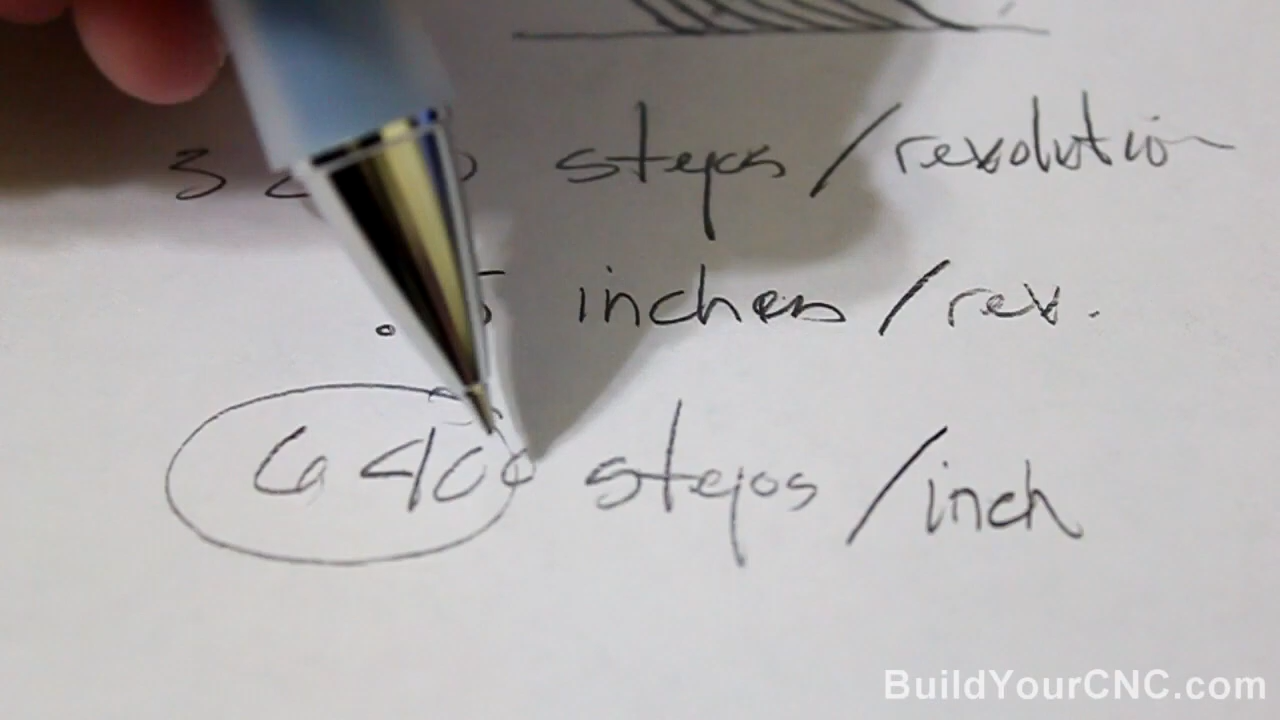 steps / revolution
inches / rev.
6400 steps / inch
BuildYourCNC.com